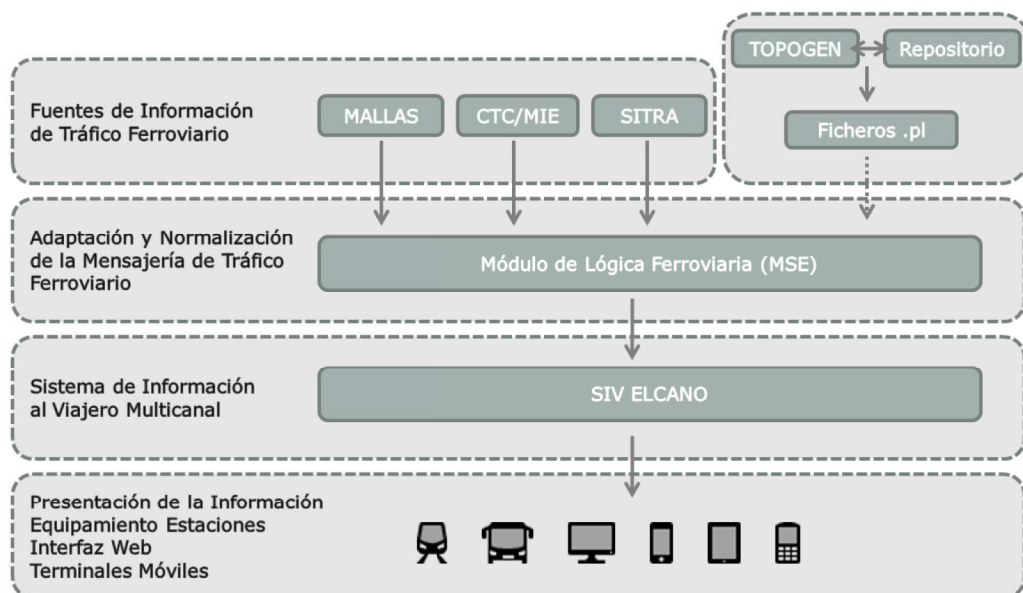 TOPOGEN
Repositorio
Ficheros .pl
Fuentes de Información
de Tráfico Ferroviario
MALLAS
CTC/MIE
SITRA
Adaptación y Normalización
de la Mensajería de Tráfico
Ferroviario
Módulo de Lógica Ferroviaria (MSE)
Sistema de Información
al Viajero Multicanal
SIV ELCANO
Presentación de la Información
Equipamiento Estaciones
Interfaz Web
Terminales Móviles